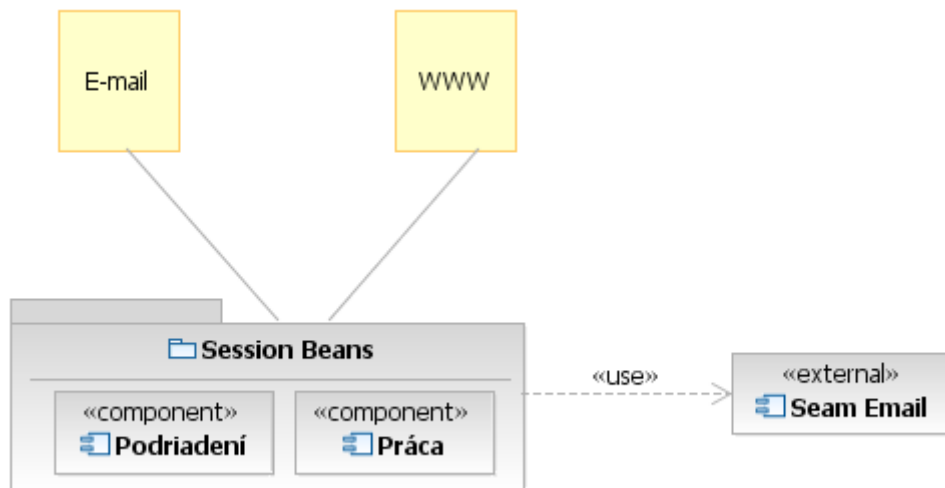 E-mail
WWW
Session Beans
«use»
«external»
Seam Email
«component»
Podriadení
«component»
Práca